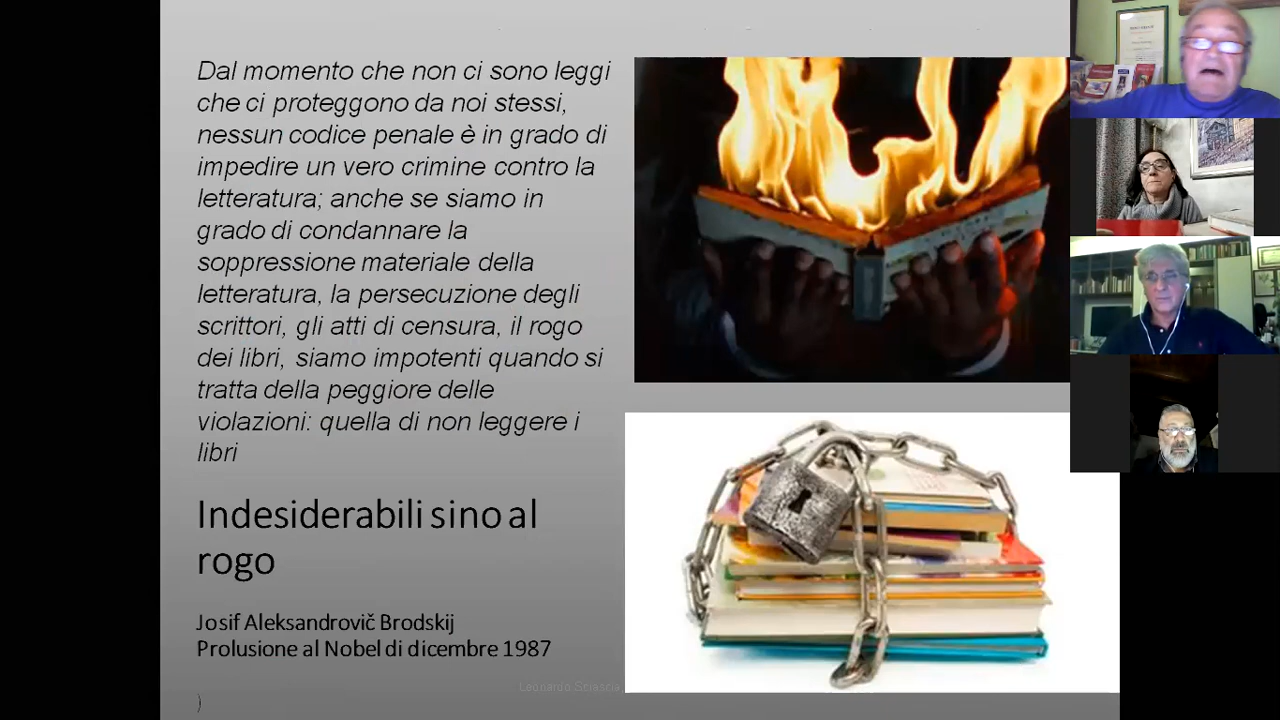 Dal momento che non ci sono leggi
che ci proteggono da noi stessi,
nessun codice penale è in grado di
impedire un vero crimine contro la
letteratura; anche se siamo in
grado di condannare la
soppressione materiale della
letteratura, la persecuzione degli
scrittori, gli atti di censura, il rogo
dei libri, siamo impotenti quando si
tratta della peggiore delle
violazioni: quella di non leggere i
libri
Indesiderabili sino al
rogo
Josif Aleksandrovič Brodskij
Prolusione al Nobel di dicembre 1987
Leonardo Sciascia
)